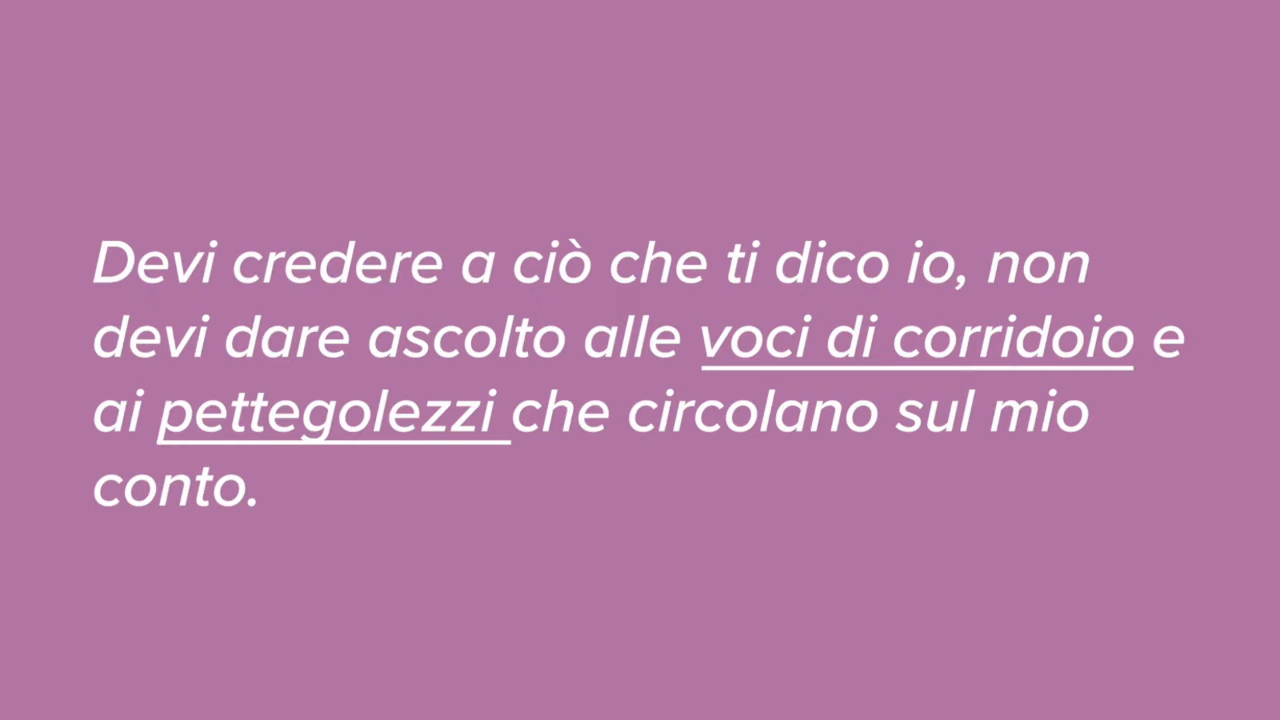 Devi credere a ciò che ti dico io, non
devi dare ascolto alle voci di corridoio e
ai pettegolezzi che circolano sul mio
conto.